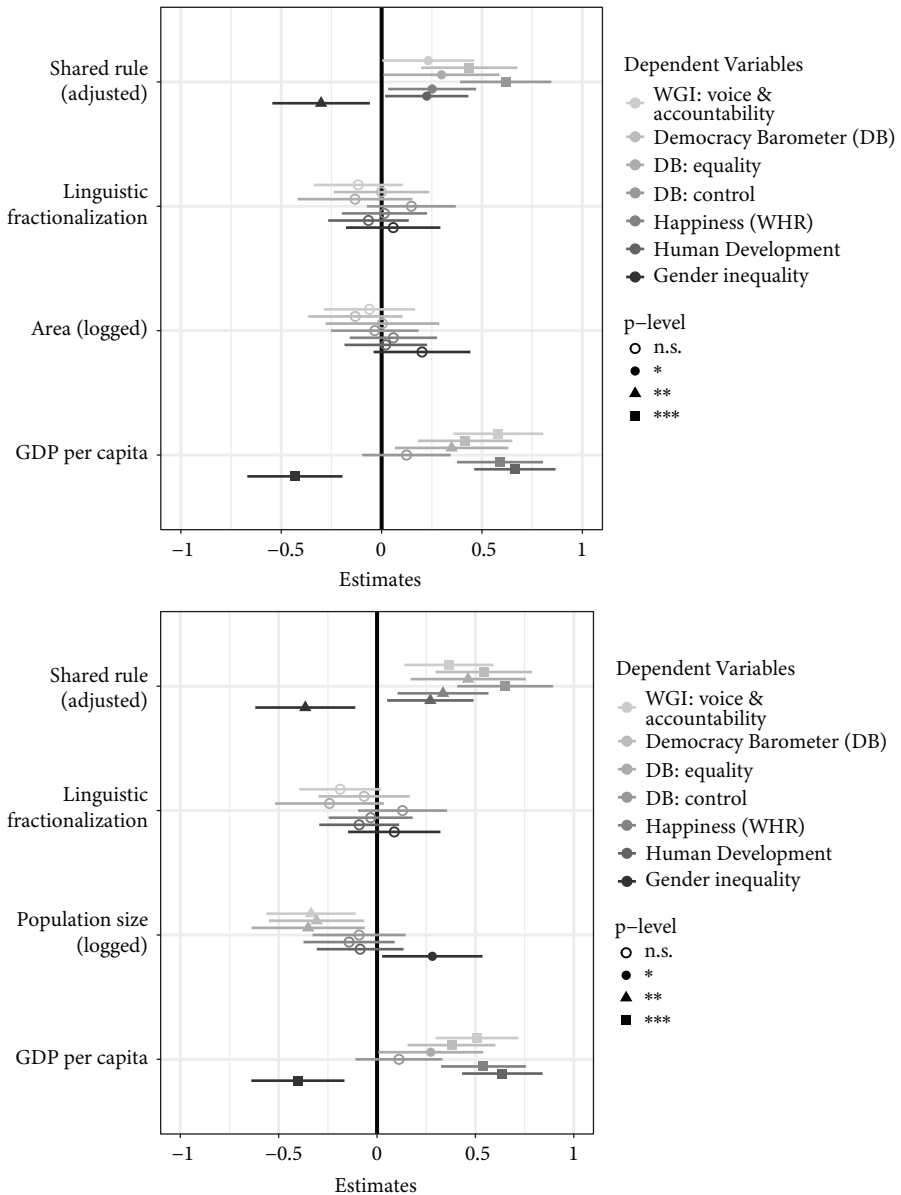 Shared rule
(adjusted)
Linguistic
fractionalization
Area (logged)
GDP per capita
−1
−0.5
0
0.5
1
Estimates
Dependent Variables
WGI: voice &
accountability
Democracy Barometer (DB)
DB: equality
DB: control
Happiness (WHR)
Human Development
Gender inequality
p−level
n.s.
*
**
***
Shared rule
(adjusted)
Linguistic
fractionalization
Population size
(logged)
GDP per capita
−1
−0.5
0
0.5
1
Estimates
Dependent Variables
WGI: voice &
accountability
Democracy Barometer (DB)
DB: equality
DB: control
Happiness (WHR)
Human Development
Gender inequality
p−level
n.s.
*
**
***